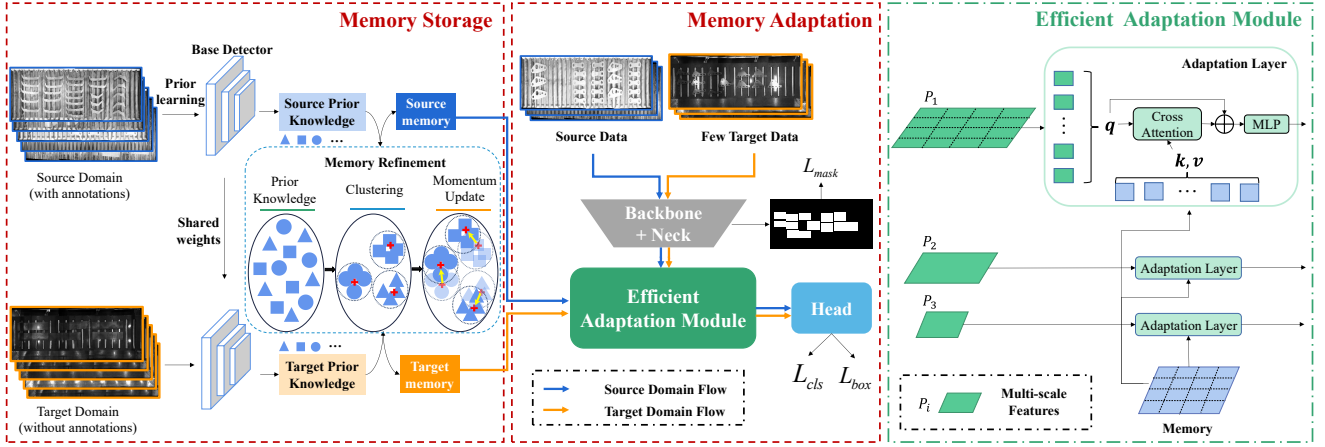 Memory Storage
Base Detector
Prior
learning
Source Prior
Knowledge
Source
memory
...
Source Domain
(with annotations)
Shared
weights
Memory Refinement
Prior
Knowledge
Clustering
Momentum
Update
...
Target Prior
Knowledge
Target
memory
Target Domain
(without annotations)
Memory Adaptation
Source Data
Few Target Data
L_mask
Backbone
+ Neck
Efficient
Adaptation Module
Head
L_cls
L_box
Source Domain Flow
Target Domain Flow
Efficient Adaptation Module
Adaptation Layer
P_1
q
Cross
Attention
MLP
k, v
...
P_2
Adaptation Layer
P_3
Adaptation Layer
P_i
Multi-scale
Features
Memory